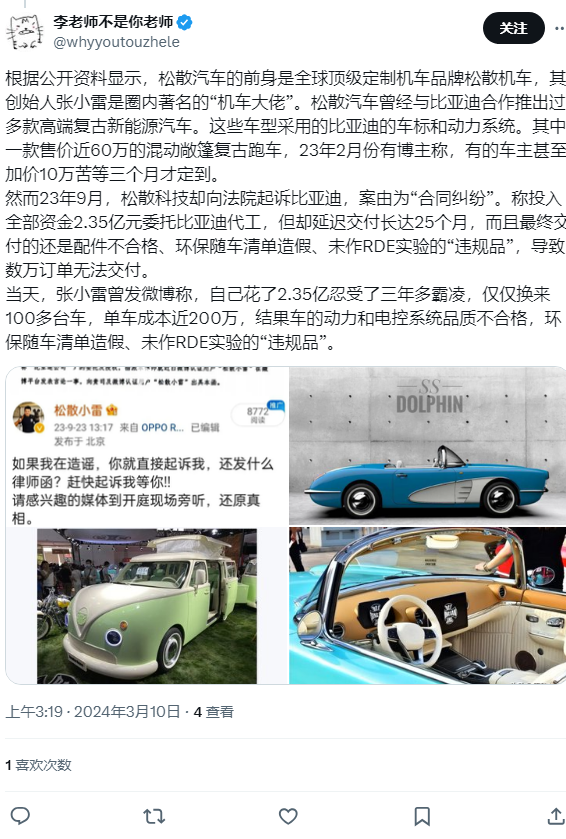 李老师不是你老师
@whyyoutouzhele
关注
根据公开资料显示，松散汽车的前身是全球顶级定制机车品牌松散机车，其
创始人张小雷是圈内著名的“机车大佬”。松散汽车曾经与比亚迪合作推出过
多款高端复古新能源汽车。这些车型采用的比亚迪的车标和动力系统。其中
一款售价近60万的混动敞篷复古跑车，23年2月份有博主称，有的车主甚至
加价10万苦等三个月才定到。
然而23年9月，松散科技却向法院起诉比亚迪，案由为“合同纠纷”。称投入
全部资金2.35亿元委托比亚迪代工，但却延迟交付长达25个月，而且最终交
付的还是配件不合格、环保随车清单造假、未作RDE实验的“违规品”，导致
数万订单无法交付。
当天，张小雷曾发微博称，自己花了2.35亿忍受了三年多霸凌，仅仅换来
100多台车，单车成本近200万，结果车的动力和电控系统品质不合格，环
保随车清单造假、未作RDE实验的“违规品”。
松散小雷
23-9-23 13:17 来自 OPPO R... 已编辑
发布于 北京
推广
8772
阅读
如果我在造谣，你就直接起诉我，还发什么
律师函？赶快起诉我等你!!
请感兴趣的媒体到开庭现场旁听，还原真
相。
SS
DOLPHIN
上午3:19 · 2024年3月10日 · 4 查看
1 喜欢次数